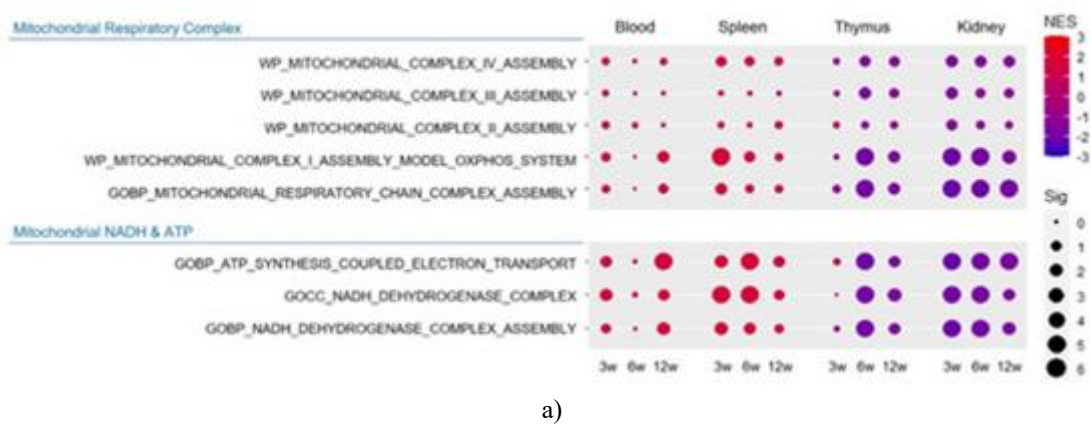 Mitochondrial Respiratory Complex
Blood Spleen Thymus Kidney
NES
3
2
1
0
-1
-2
-3
WP_MITOCHONDRIAL_COMPLEX_IV_ASSEMBLY
WP_MITOCHONDRIAL_COMPLEX_III_ASSEMBLY
WP_MITOCHONDRIAL_COMPLEX_II_ASSEMBLY
WP_MITOCHONDRIAL_COMPLEX_I_ASSEMBLY_MODEL_OXPHOS_SYSTEM
GOBP_MITOCHONDRIAL_RESPIRATORY_CHAIN_COMPLEX_ASSEMBLY
Mitochondrial NADH & ATP
GOBP_ATP_SYNTHESIS_COUPLED_ELECTRON_TRANSPORT
GOCC_NADH_DEHYDROGENASE_COMPLEX
GOBP_NADH_DEHYDROGENASE_COMPLEX_ASSEMBLY
Sig
0
1
2
3
4
5
6
3w 6w 12w 3w 6w 12w 3w 6w 12w 3w 6w 12w
a)